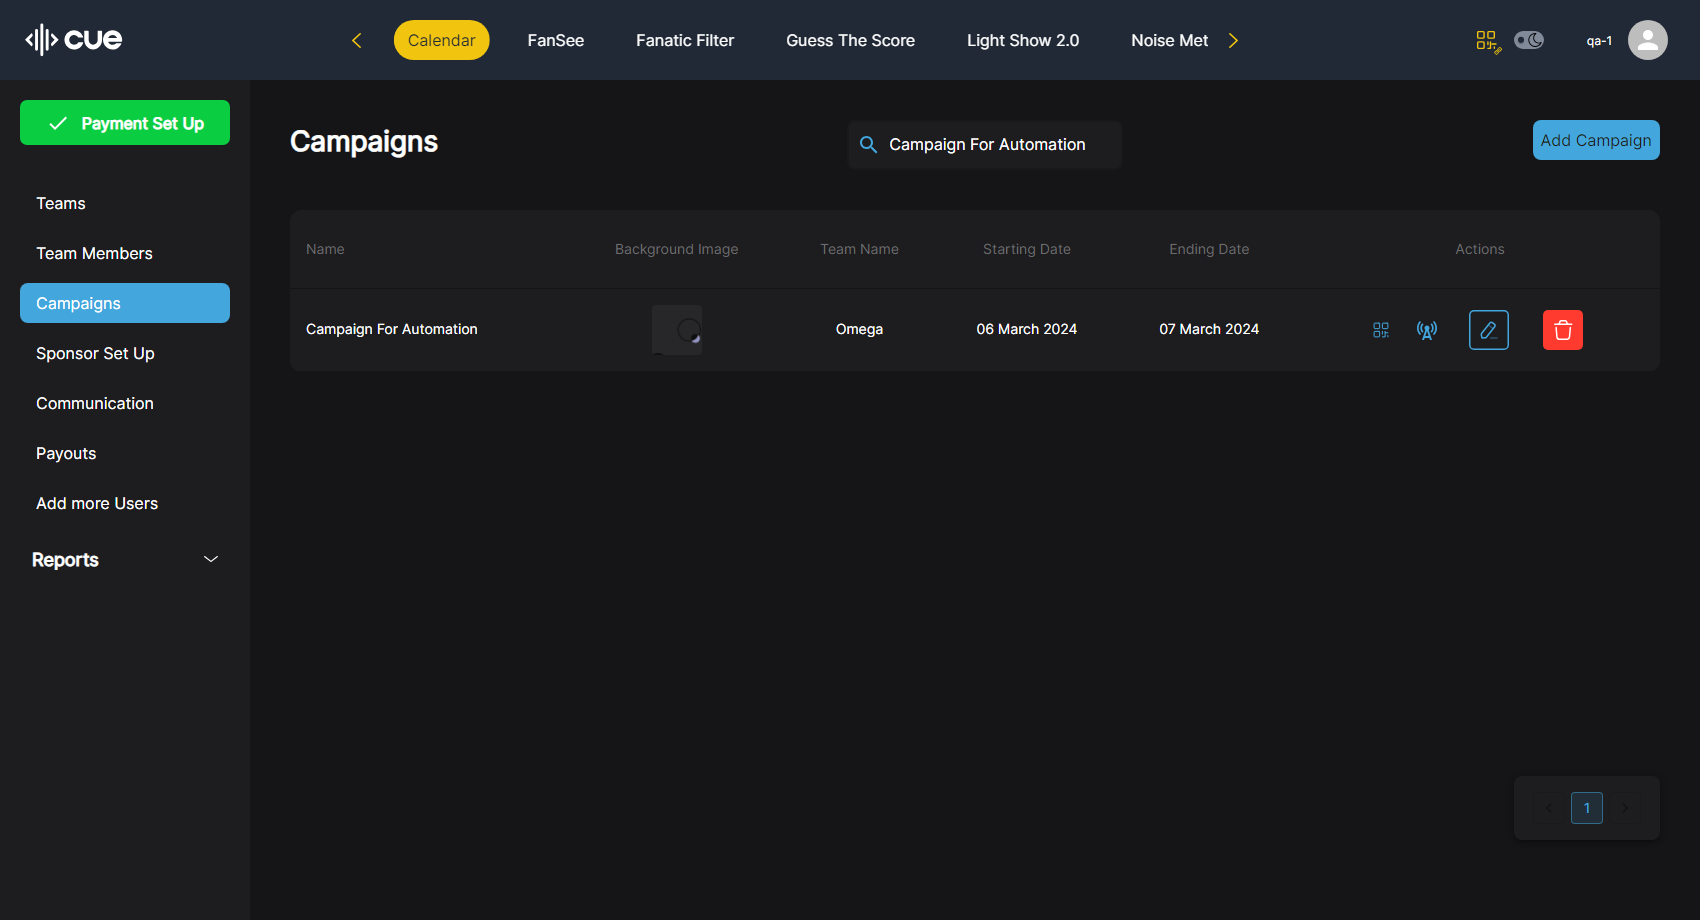 cue
Calendar
FanSee
Fanatic Filter
Guess The Score
Light Show 2.0
Noise Met
qa-1
Payment Set Up
Teams
Team Members
Campaigns
Sponsor Set Up
Communication
Payouts
Add more Users
Reports
Campaigns
Campaign For Automation
Add Campaign
Name
Background Image
Team Name
Starting Date
Ending Date
Actions
Campaign For Automation
Omega
06 March 2024
07 March 2024
1